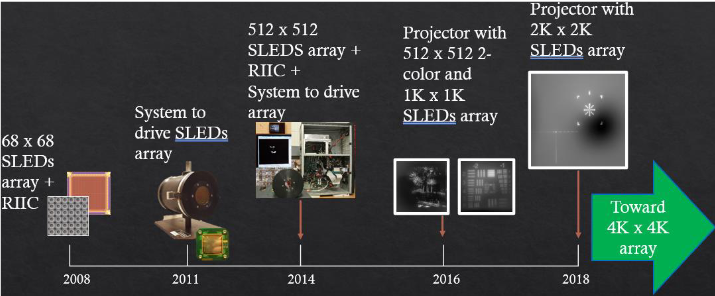 68 x 68
SLEDs
array +
RIIC
System to
drive SLEDs
array
512 x 512
SLEDS array +
RIIC +
System to drive
array
Projector with
512 x 512 2-
color and
1K x 1K
SLEDs array
Projector with
2K x 2K
SLEDs array
Toward
4K x 4K
array
2008
2011
2014
2016
2018